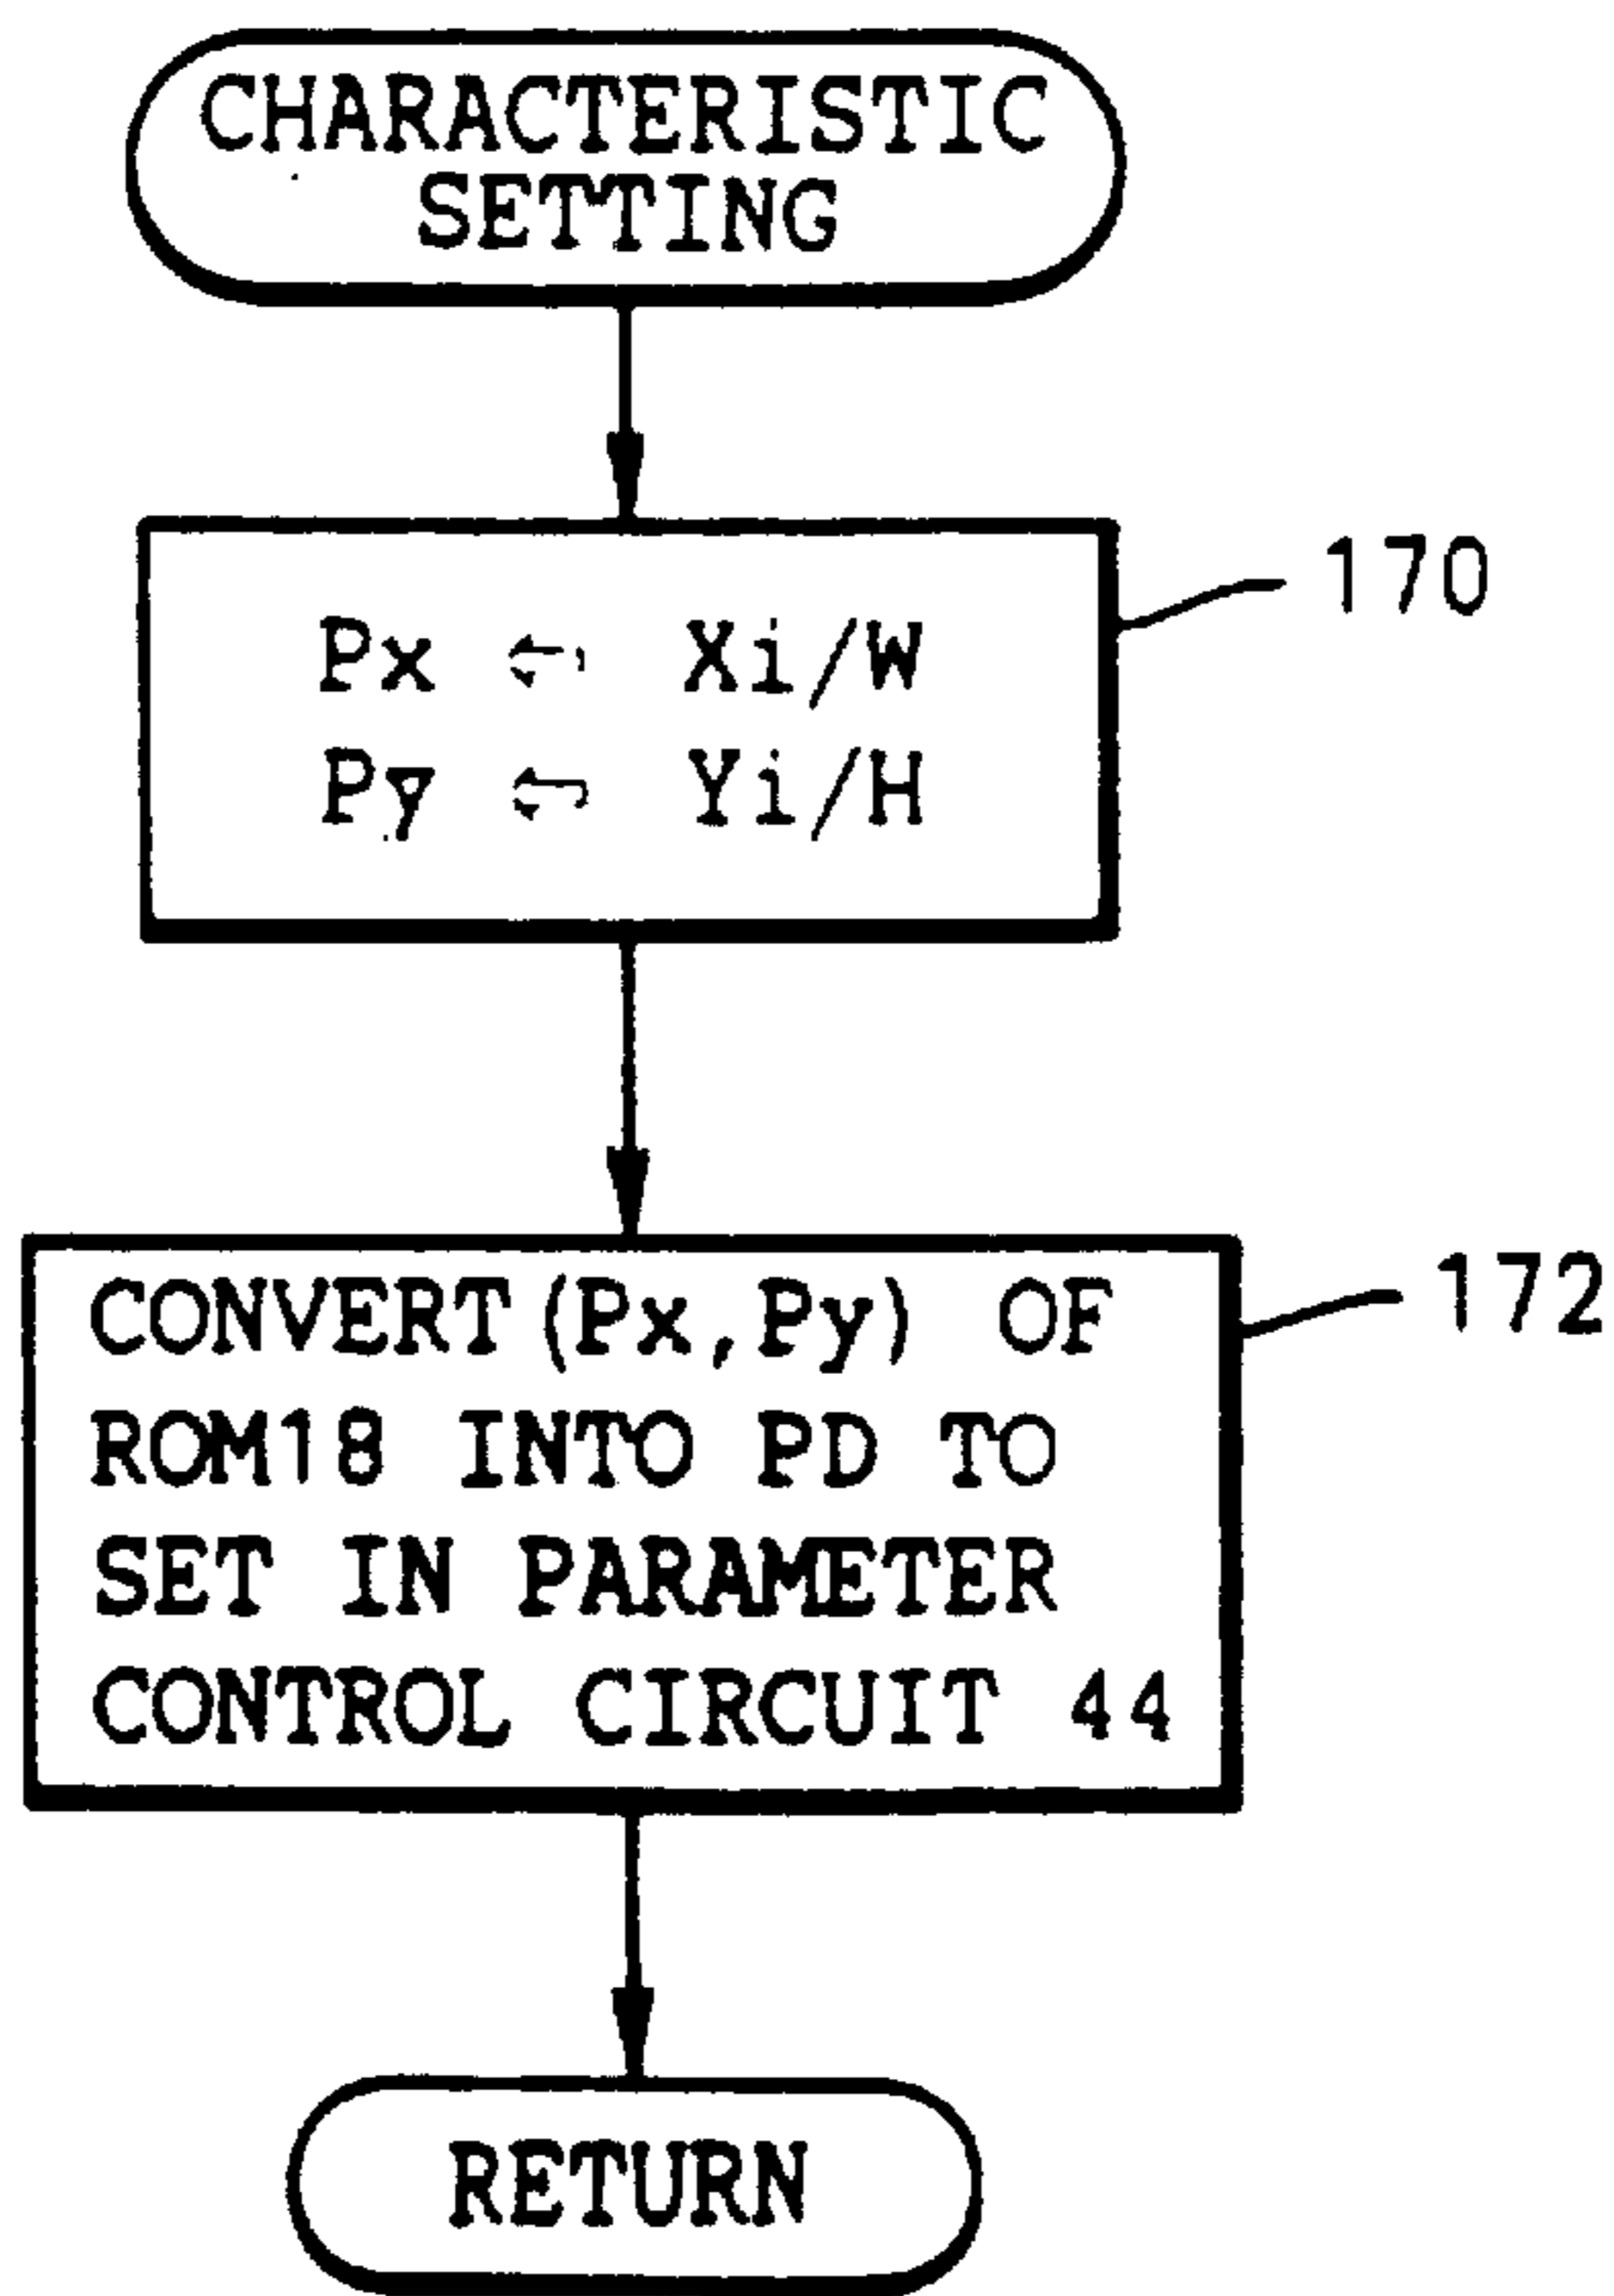 CHARACTERISTIC
SETTING
170
Px ← Xi/W
Py ← Yi/H
172
CONVERT(Px,Py) OF
ROM18 INTO PD TO
SET IN PARAMETER
CONTROL CIRCUIT 44
RETURN